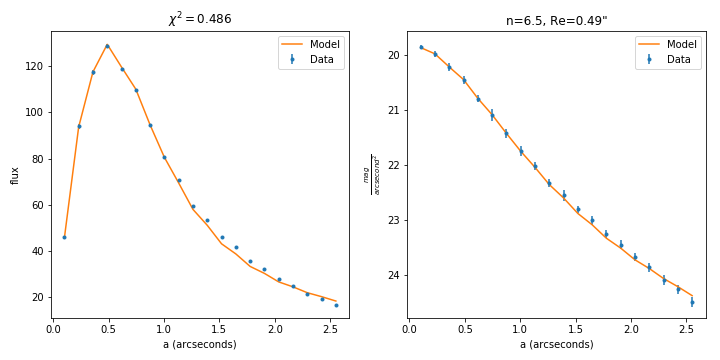 χ² = 0.486
n=6.5, Re=0.49"
Model
Data
Model
Data
flux
120
100
80
60
40
20
0.0 0.5 1.0 1.5 2.0 2.5
a (arcseconds)
mag
arcsecond²
20
21
22
23
24
0.0 0.5 1.0 1.5 2.0 2.5
a (arcseconds)